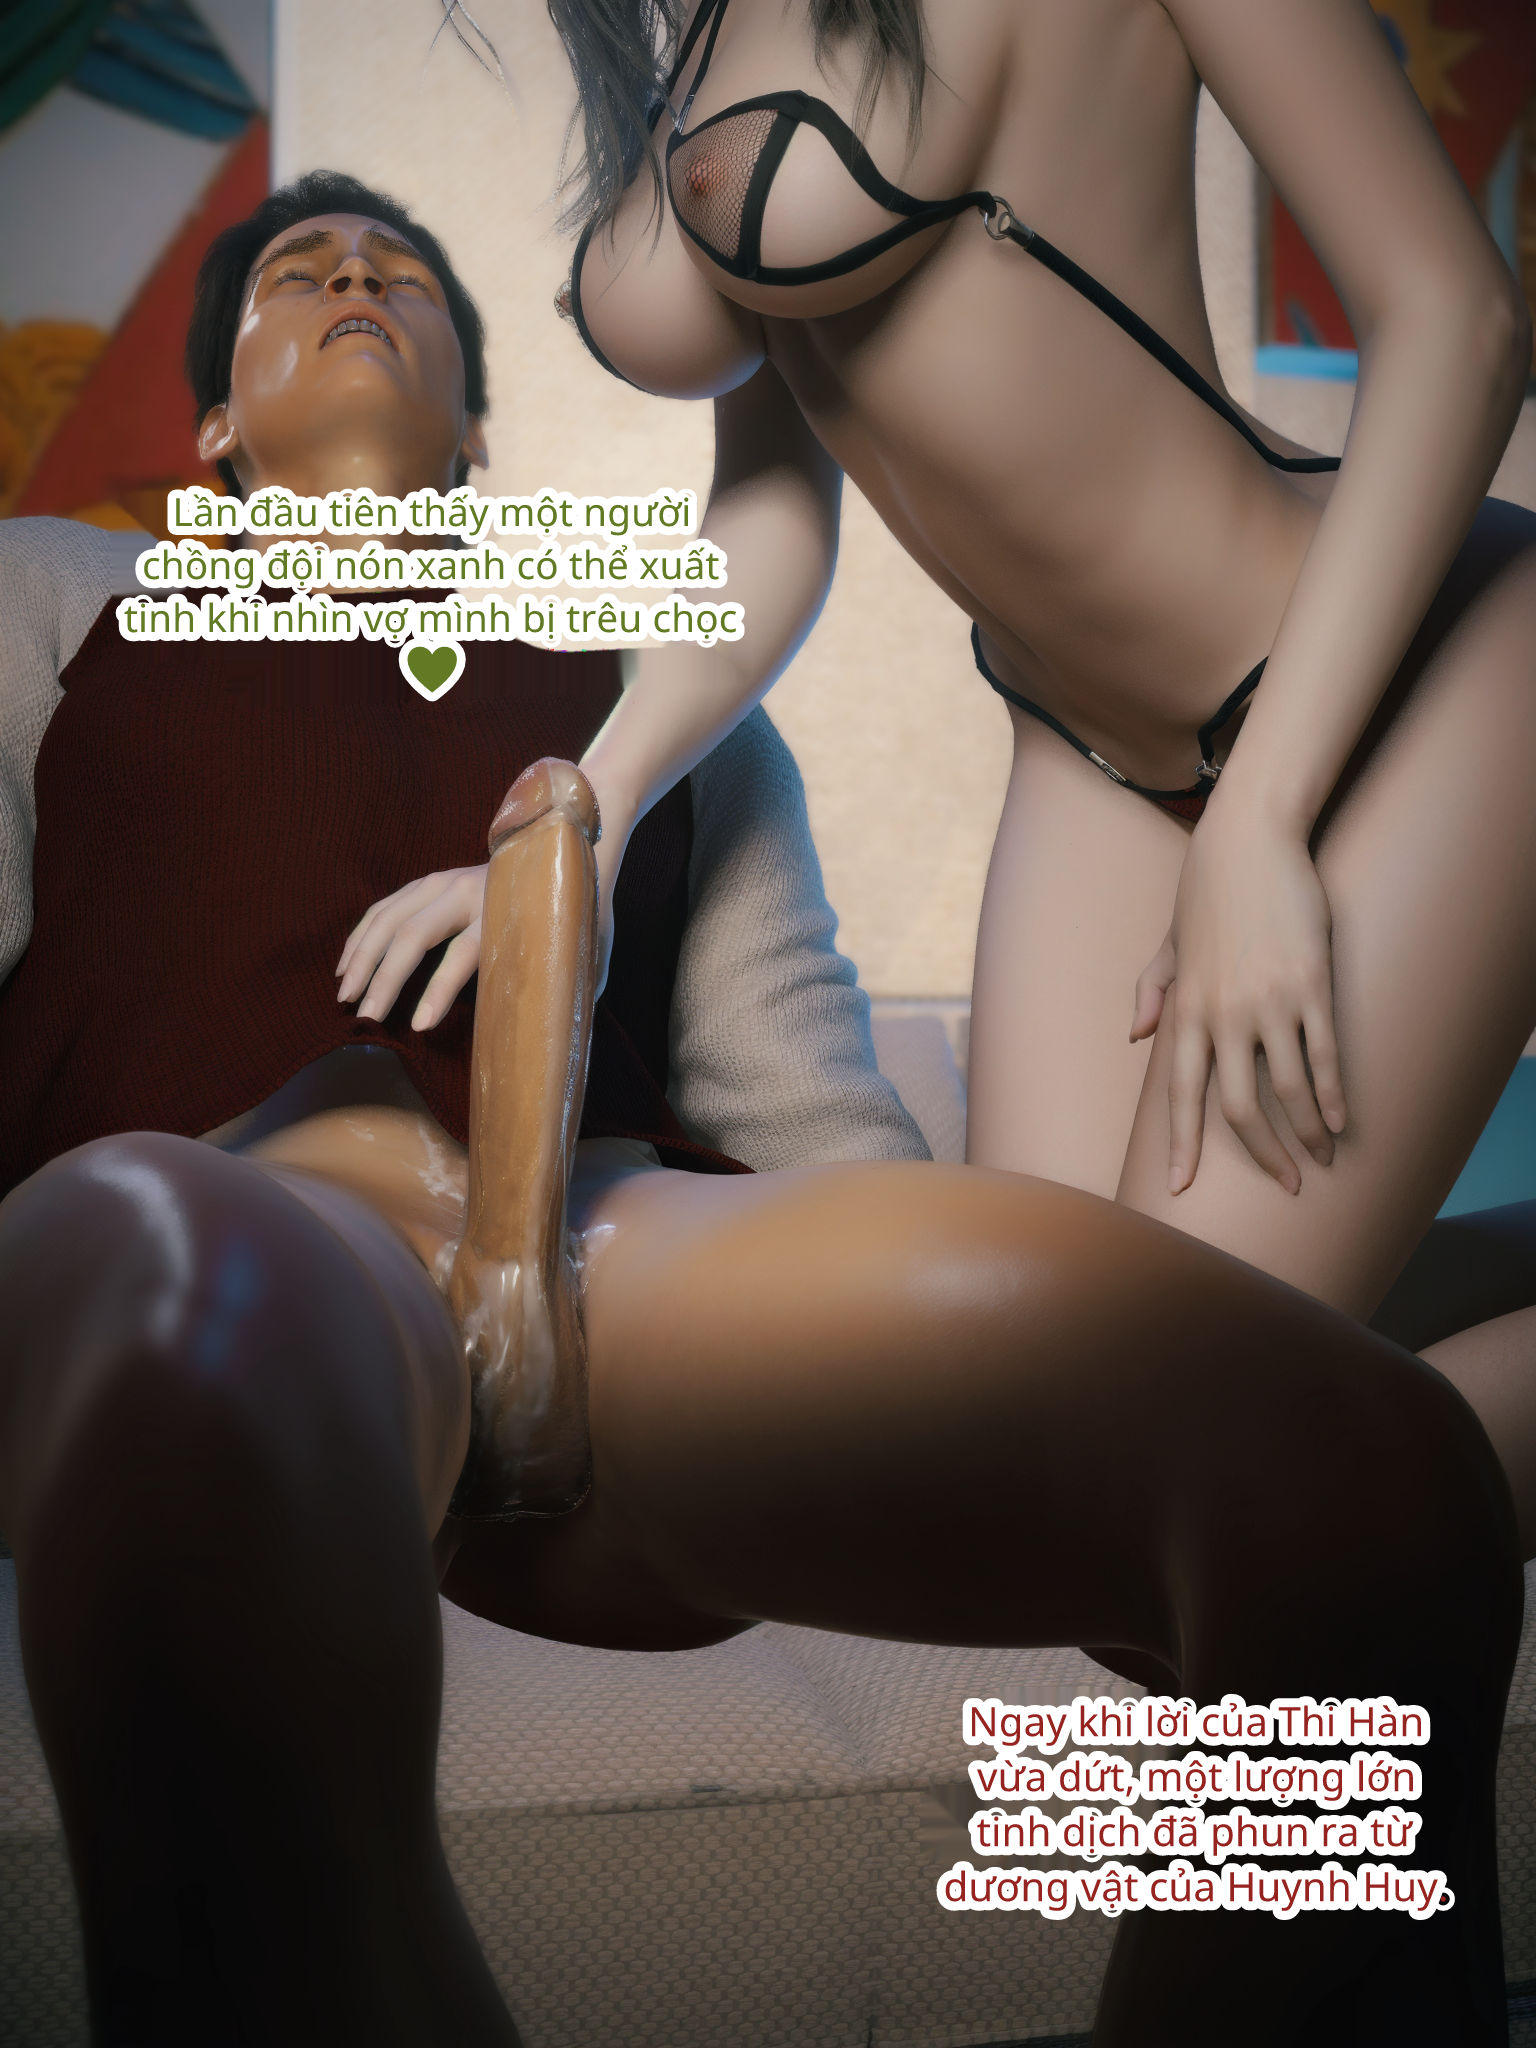 Lần đầu tiên thấy một người
chồng đội nón xanh có thể xuất
tinh khi nhìn vợ mình bị trêu chọc
Ngay khi lời của Thi Hàn
vừa dứt, một lượng lớn
tinh dịch đã phun ra từ
dương vật của Huynh Huy.